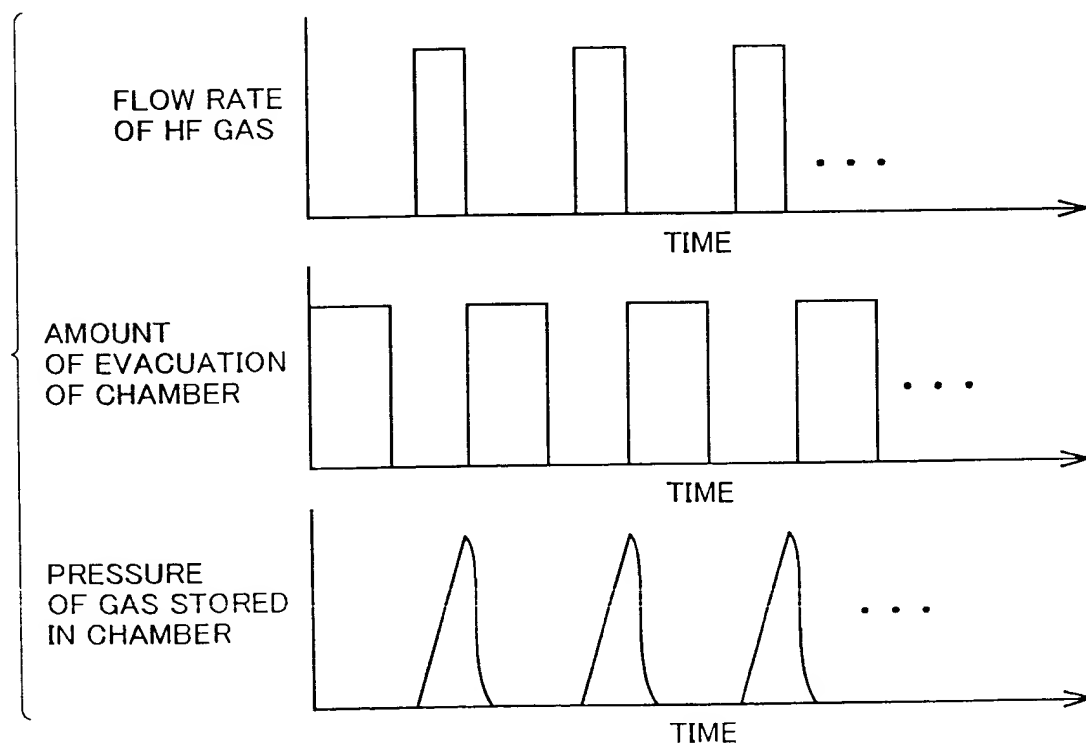 FLOW RATE
OF HF GAS
TIME
AMOUNT
OF EVACUATION
OF CHAMBER
TIME
PRESSURE
OF GAS STORED
IN CHAMBER
TIME